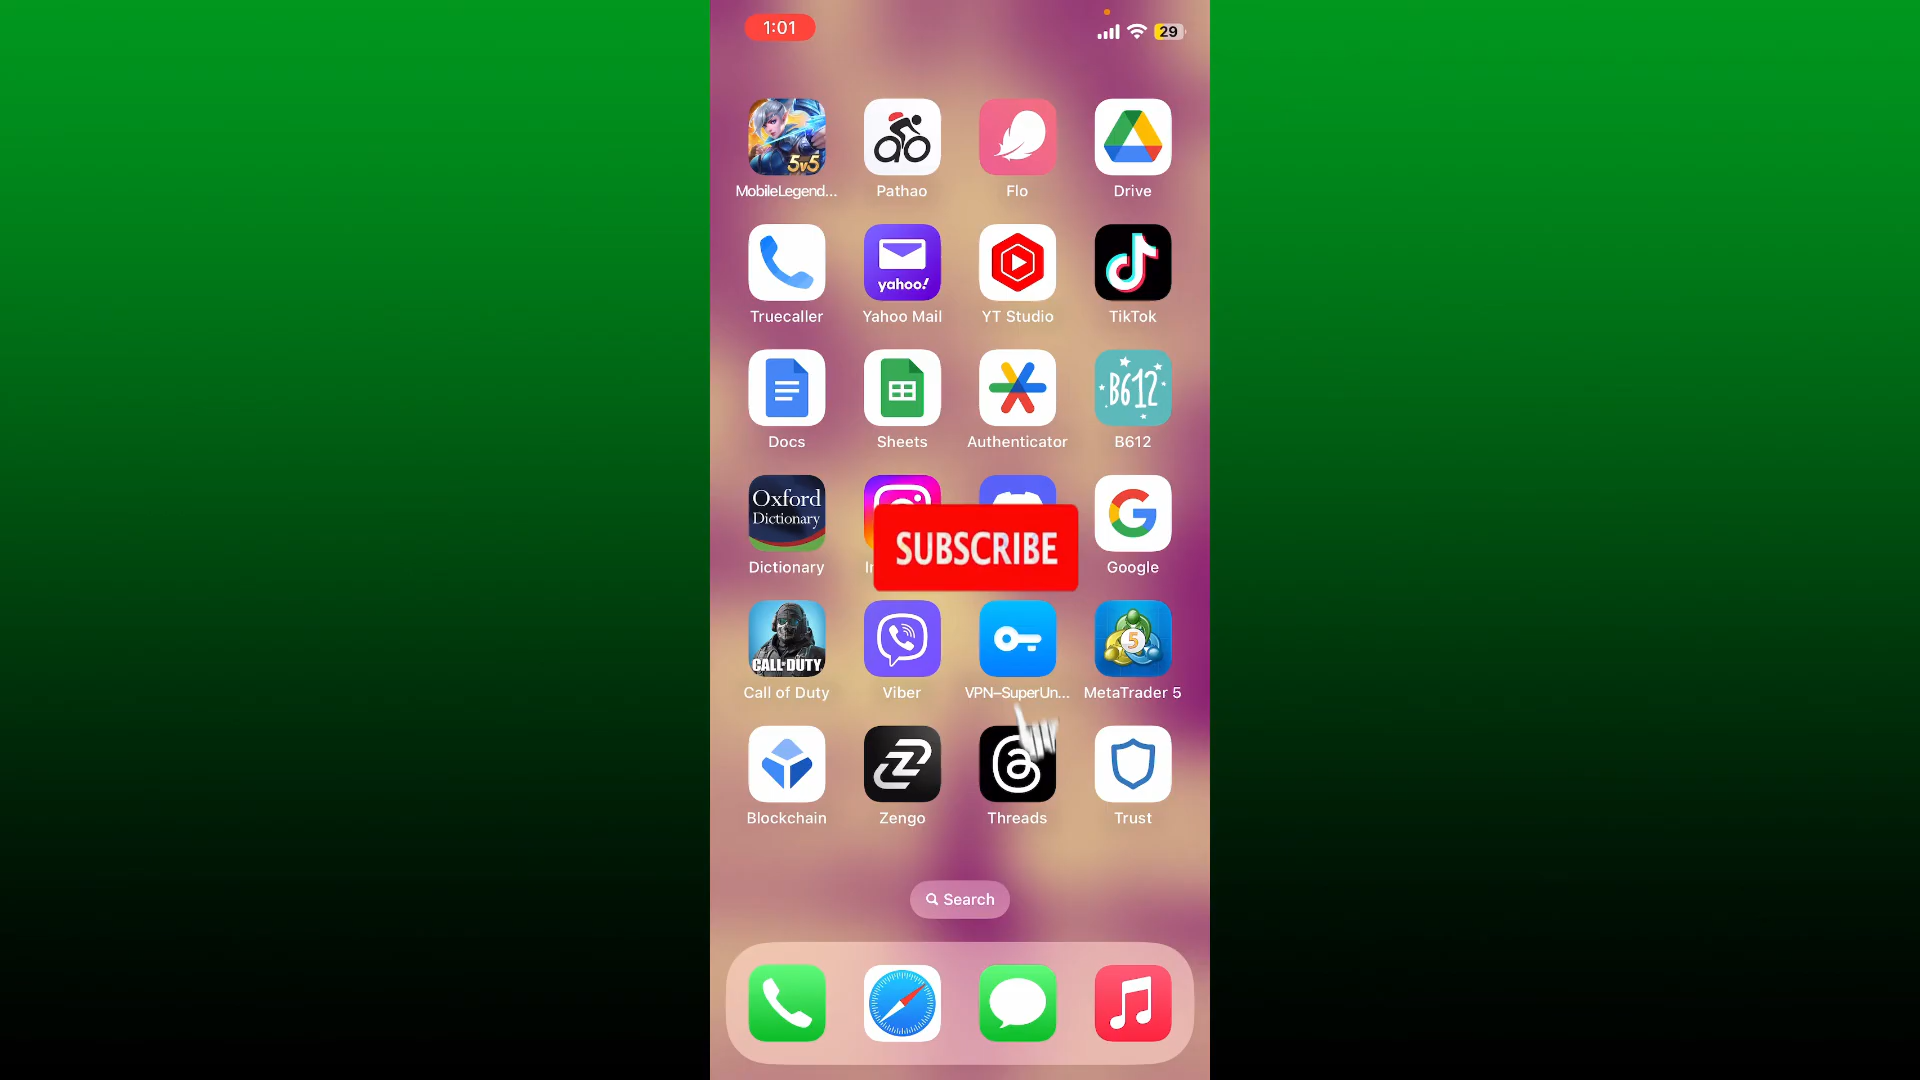 1:01
29
5v5
MobileLegend...
Pathao
Flo
Drive
yahoo!
Truecaller
Yahoo Mail
YT Studio
TikTok
B612
Docs
Sheets
Authenticator
B612
Oxford
Dictionary
SUBSCRIBE
Dictionary
Google
CALL OF DUTY
5
Call of Duty
Viber
VPN–SuperUn...
MetaTrader 5
Blockchain
Zengo
Threads
Trust
Search